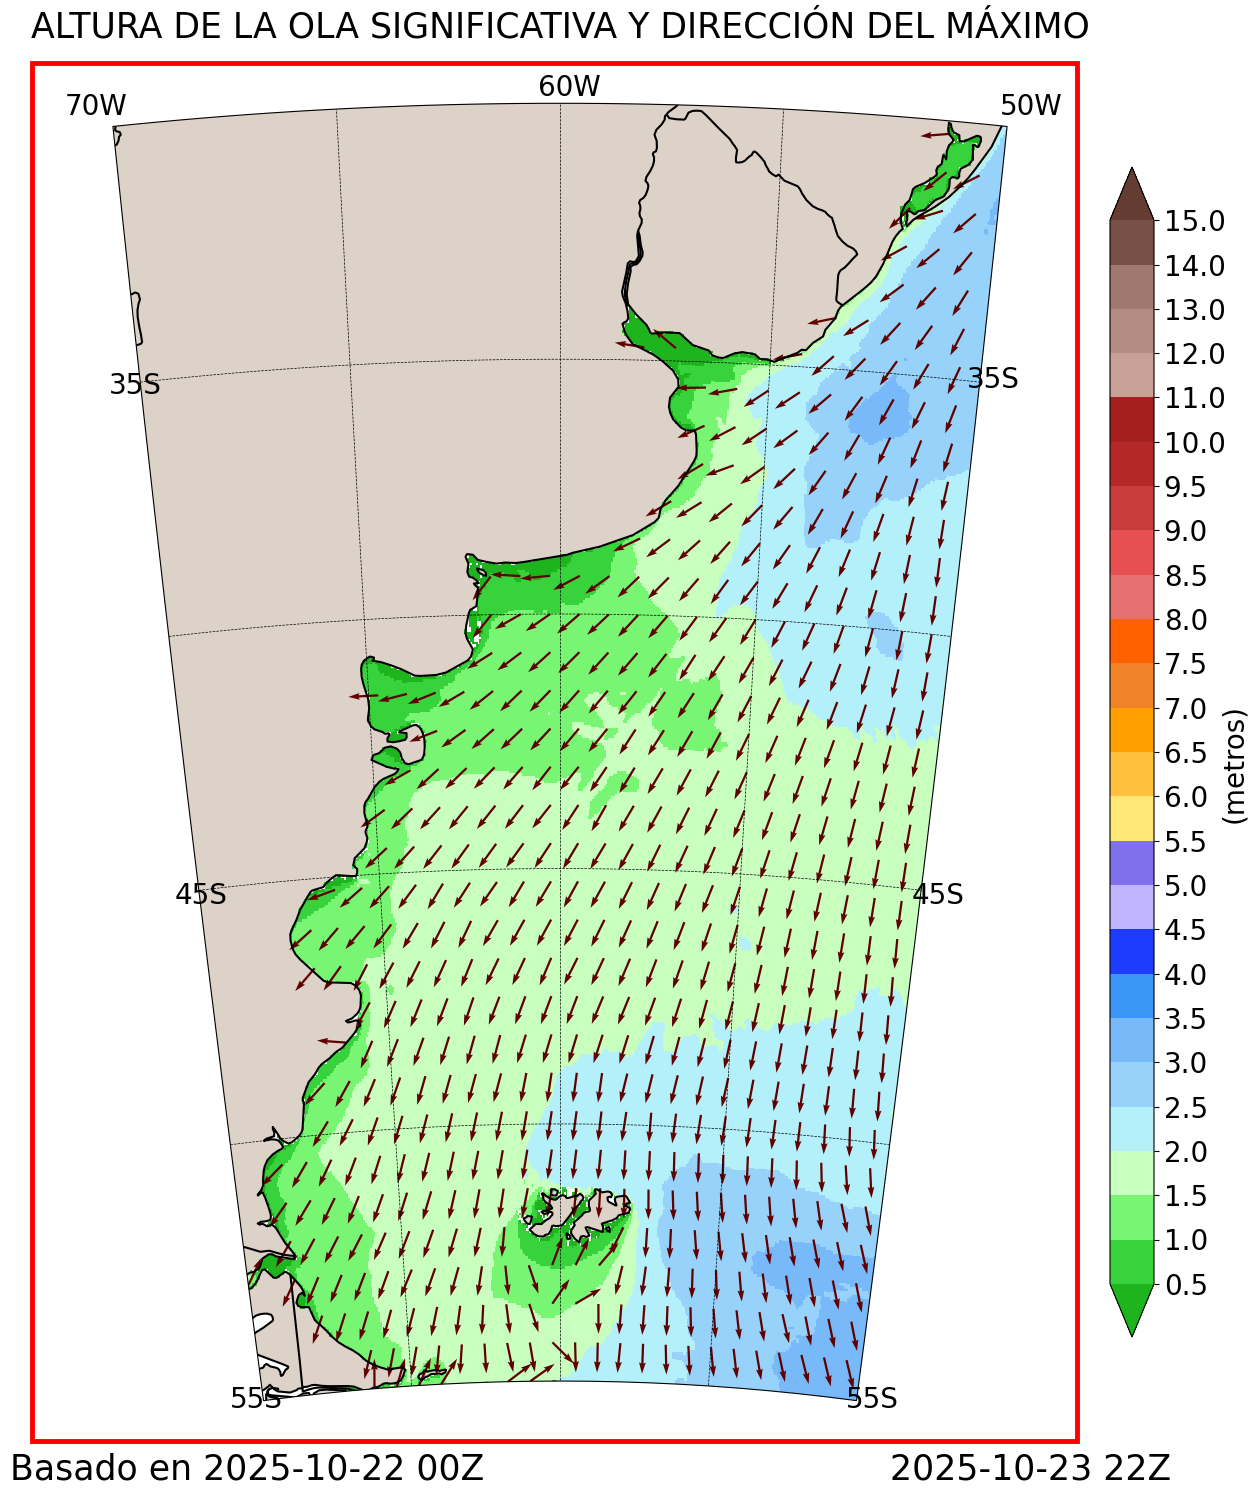 ALTURA DE LA OLA SIGNIFICATIVA Y DIRECCIÓN DEL MÁXIMO
70W
60W
50W
35S
35S
45S
45S
55S
55S
15.0
14.0
13.0
12.0
11.0
10.0
9.5
9.0
8.5
8.0
7.5
7.0
6.5
6.0
5.5
5.0
4.5
4.0
3.5
3.0
2.5
2.0
1.5
1.0
0.5
(metros)
Basado en 2025-10-22 00Z
2025-10-23 22Z